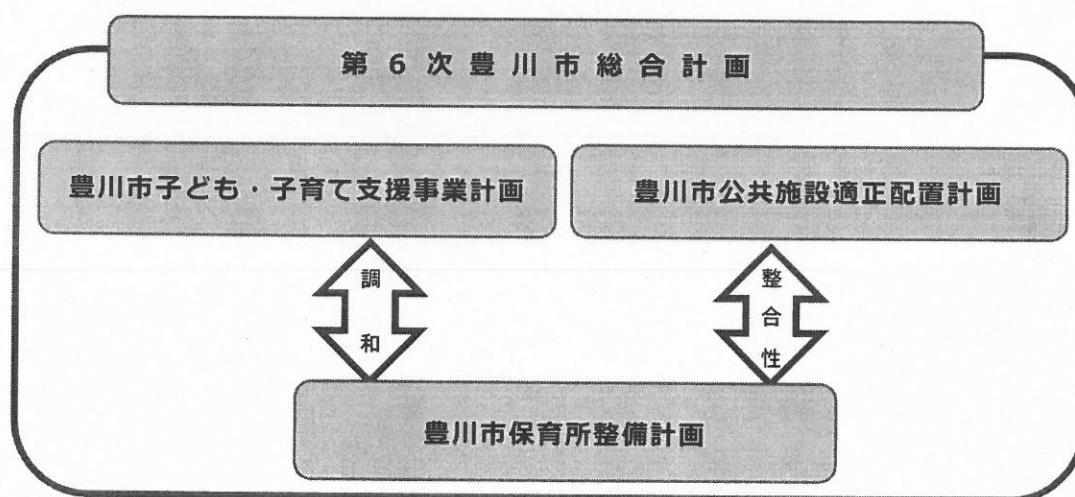 第6次豊川市総合計画
豊川市子ども・子育て支援事業計画
豊川市公共施設適正配置計画
調和
整合性
豊川市保育所整備計画